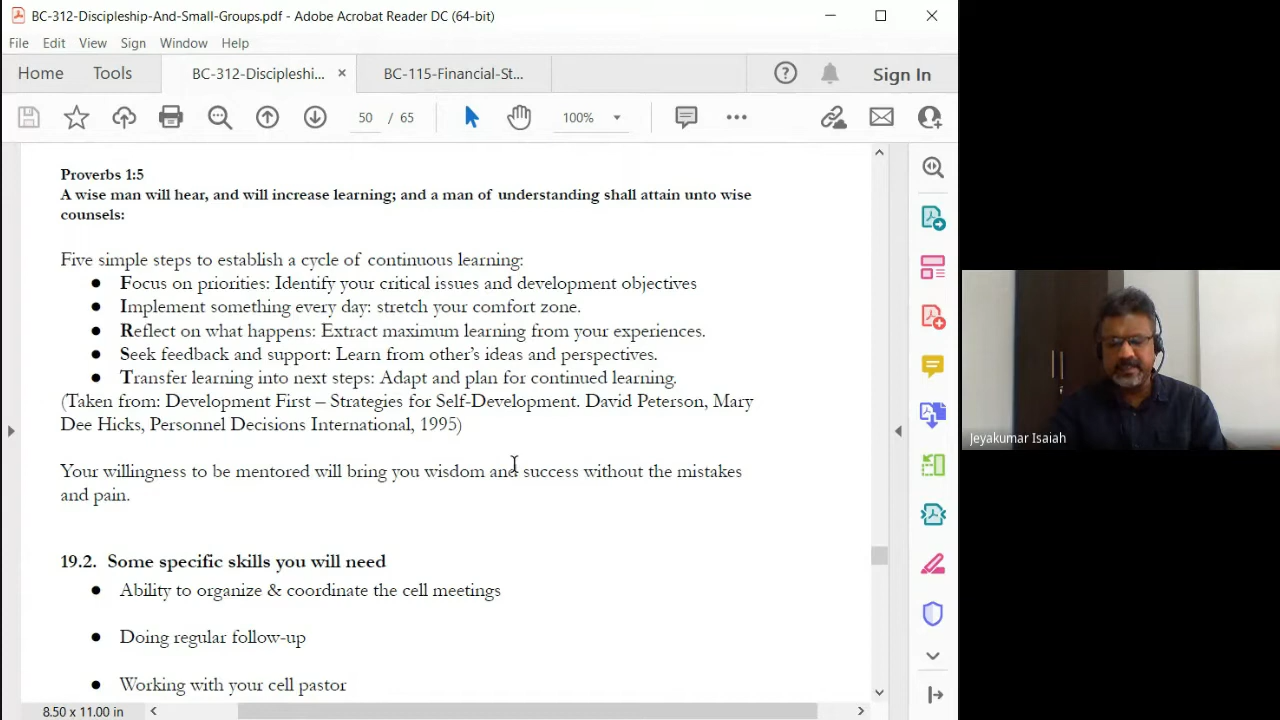 BC-312-Discipleship-And-Small-Groups.pdf - Adobe Acrobat Reader DC (64-bit)
File Edit View Sign Window Help
Home Tools BC-312-Discipleshi... BC-115-Financial-St... Sign In
50 / 65 100%
Proverbs 1:5
A wise man will hear, and will increase learning; and a man of understanding shall attain unto wise
counsels:
Five simple steps to establish a cycle of continuous learning:
● Focus on priorities: Identify your critical issues and development objectives
● Implement something every day: stretch your comfort zone.
● Reflect on what happens: Extract maximum learning from your experiences.
● Seek feedback and support: Learn from other's ideas and perspectives.
● Transfer learning into next steps: Adapt and plan for continued learning.
(Taken from: Development First – Strategies for Self-Development. David Peterson, Mary
Dee Hicks, Personnel Decisions International, 1995)
Your willingness to be mentored will bring you wisdom and success without the mistakes
and pain.
19.2. Some specific skills you will need
● Ability to organize & coordinate the cell meetings
● Doing regular follow-up
● Working with your cell pastor
8.50 x 11.00 in
Jeyakumar Isaiah